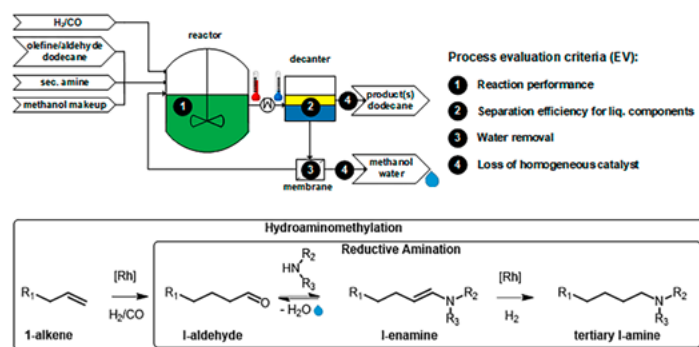 H₂/CO
olefine/aldehyde
dodecane
sec. amine
methanol makeup
reactor
decanter
1
M
2
4
product(s)
dodecane
3
membrane
4
methanol
water
Process evaluation criteria (EV):
1 Reaction performance
2 Separation efficiency for liq. components
3 Water removal
4 Loss of homogeneous catalyst
Hydroaminomethylation
Reductive Amination
R₁
1-alkene
[Rh]
H₂/CO
R₁
O
l-aldehyde
R₂
HN
R₃
- H₂O
R₁
N
R₂
R₃
l-enamine
[Rh]
H₂
R₁
N
R₂
R₃
tertiary l-amine